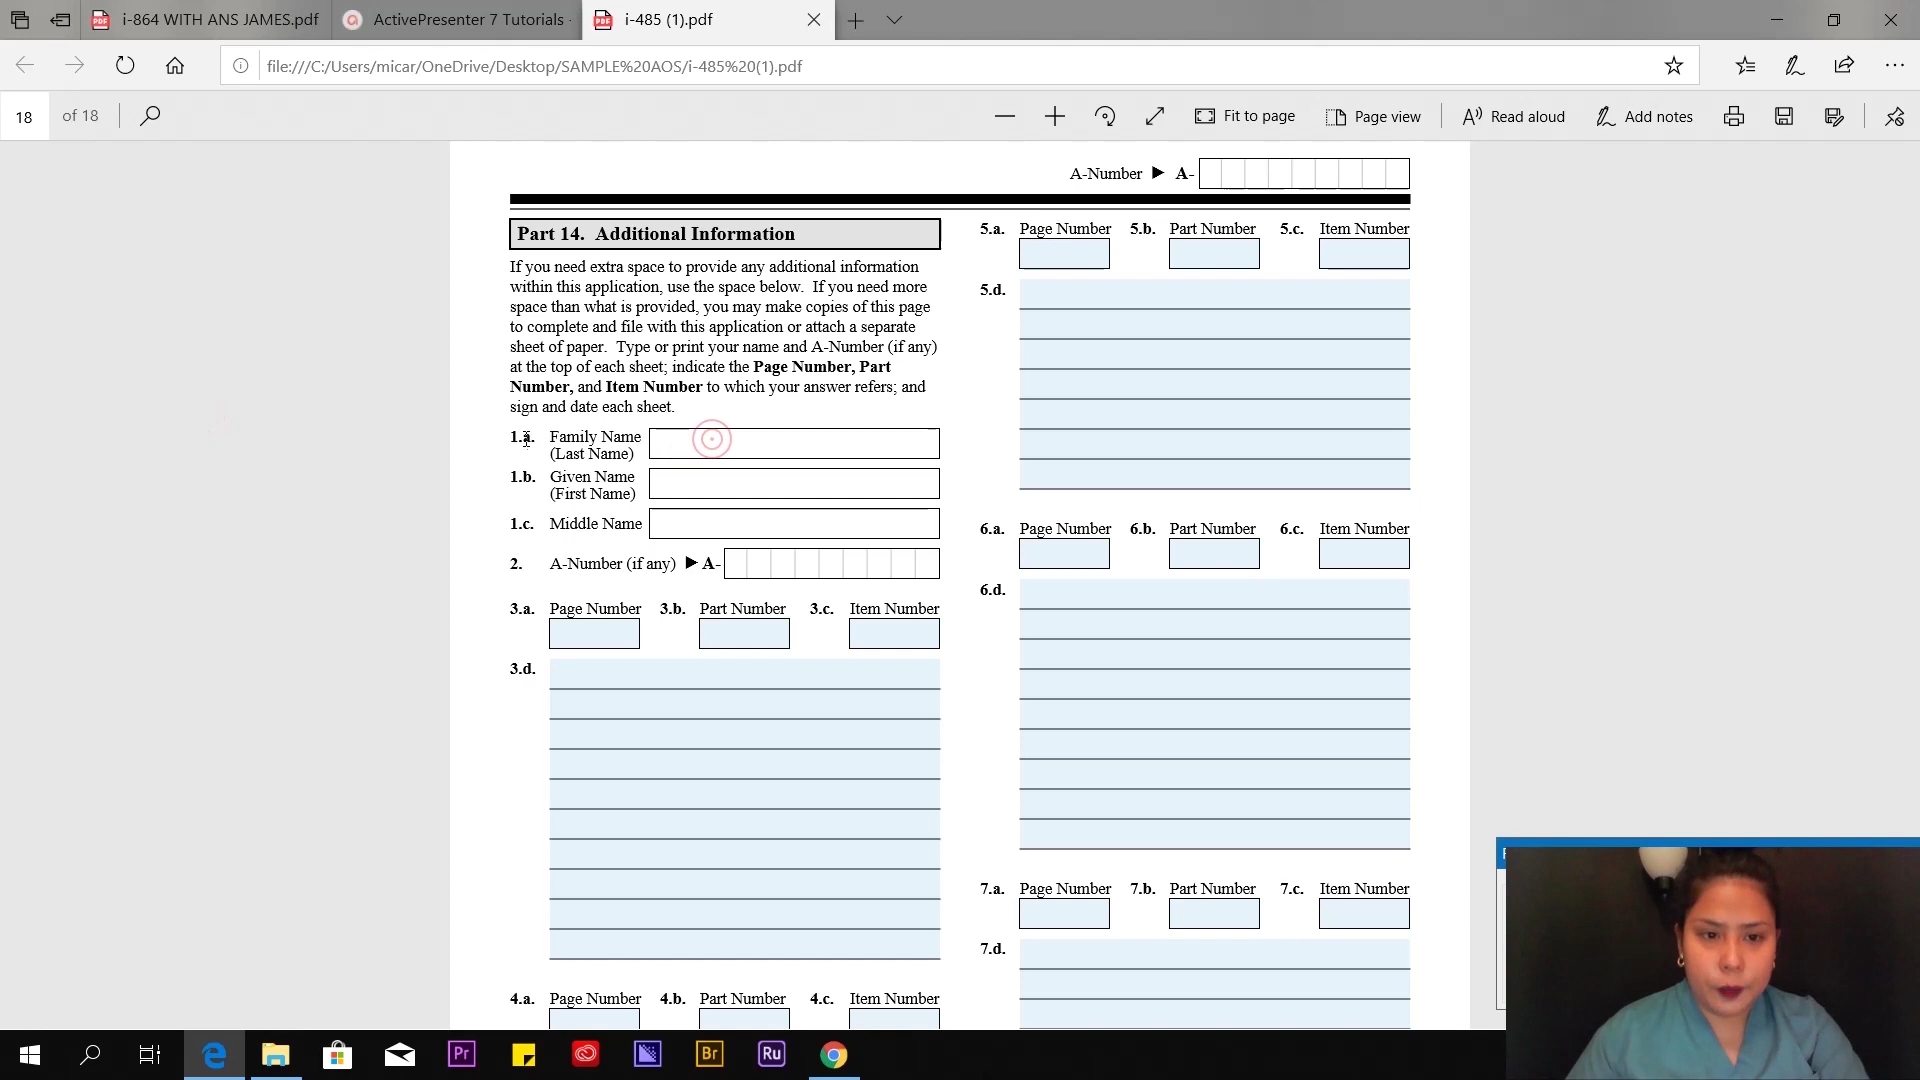 i-864 WITH ANS JAMES.pdf
ActivePresenter 7 Tutorials
i-485 (1).pdf
file:///C:/Users/micar/OneDrive/Desktop/SAMPLE%20AOS/i-485%20(1).pdf
18 of 18
Fit to page
Page view
Read aloud
Add notes
A-Number ► A-
Part 14. Additional Information
If you need extra space to provide any additional information
within this application, use the space below. If you need more
space than what is provided, you may make copies of this page
to complete and file with this application or attach a separate
sheet of paper. Type or print your name and A-Number (if any)
at the top of each sheet; indicate the Page Number, Part
Number, and Item Number to which your answer refers; and
sign and date each sheet.
1.a. Family Name
(Last Name)
1.b. Given Name
(First Name)
1.c. Middle Name
2. A-Number (if any) ► A-
3.a. Page Number 3.b. Part Number 3.c. Item Number
3.d.
4.a. Page Number 4.b. Part Number 4.c. Item Number
5.a. Page Number 5.b. Part Number 5.c. Item Number
5.d.
6.a. Page Number 6.b. Part Number 6.c. Item Number
6.d.
7.a. Page Number 7.b. Part Number 7.c. Item Number
7.d.
Pr
Br
Ru